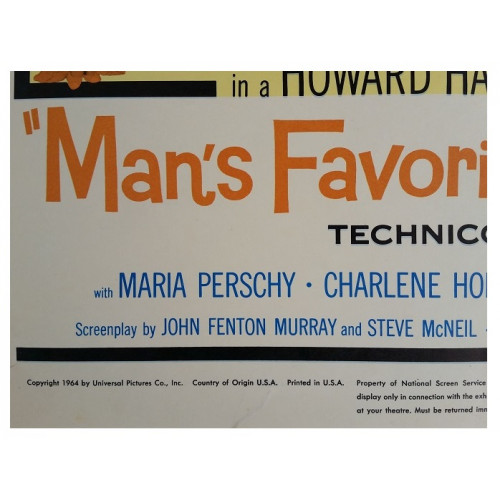 in a HOWARD HA
"Man's Favori
TECHNICO
with MARIA PERSCHY · CHARLENE HO
Screenplay by JOHN FENTON MURRAY and STEVE McNEIL ·
Copyright 1964 by Universal Pictures Co., Inc. Country of Origin U.S.A. Printed in U.S.A. Property of National Screen Service
display only in connection with the exh
at your theatre. Must be returned imm